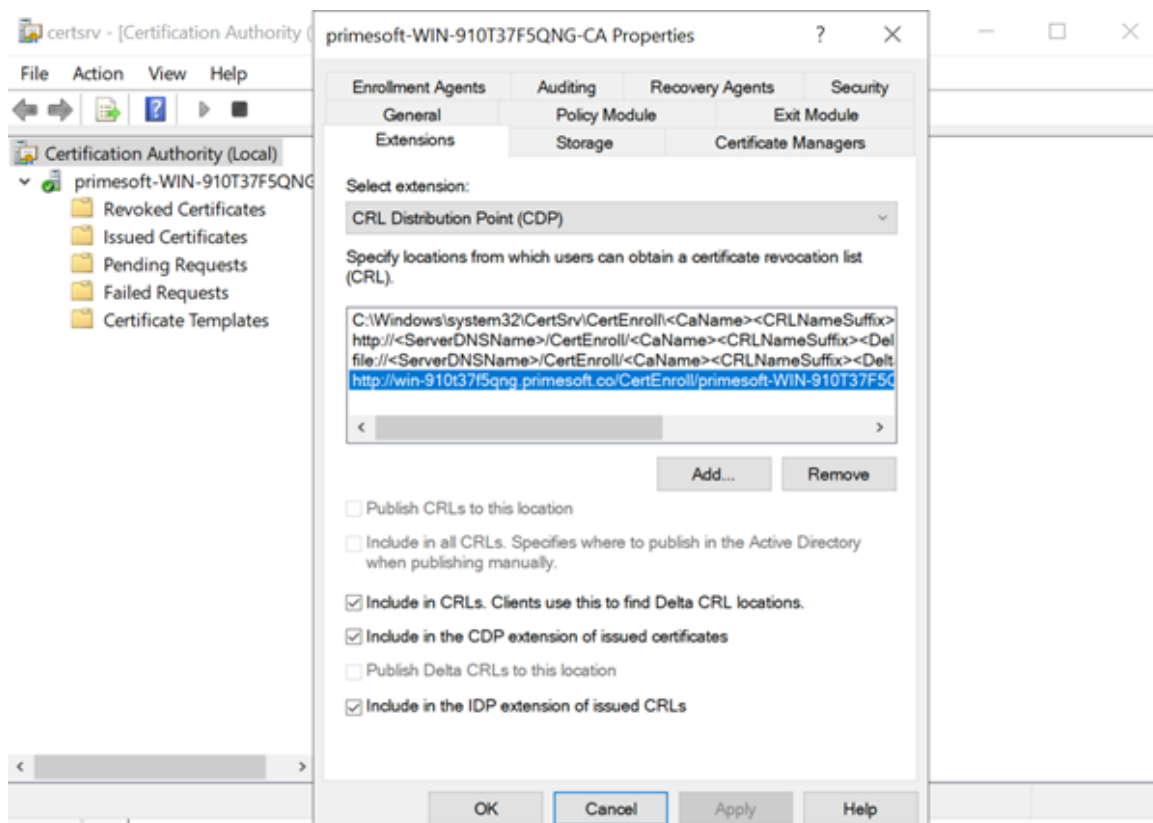 certsrv - [Certification Authority (
primesoft-WIN-910T37F5QNG-CA Properties
?
File Action View Help
Enrollment Agents Auditing Recovery Agents Security
General Policy Module Exit Module
Extensions Storage Certificate Managers
Certification Authority (Local)
primesoft-WIN-910T37F5QNG
Revoked Certificates
Issued Certificates
Pending Requests
Failed Requests
Certificate Templates
Select extension:
CRL Distribution Point (CDP)
Specify locations from which users can obtain a certificate revocation list
(CRL).
C:\Windows\system32\CertSrv\CertEnroll\<CaName><CRLNameSuffix>
http://<ServerDNSName>/CertEnroll/<CaName><CRLNameSuffix><Del
file://<ServerDNSName>/CertEnroll/<CaName><CRLNameSuffix><Delt
http://win-910t37f5qng.primesoft.co/CertEnroll/primesoft-WIN-910T37F5Q
Add... Remove
Publish CRLs to this location
Include in all CRLs. Specifies where to publish in the Active Directory
when publishing manually.
Include in CRLs. Clients use this to find Delta CRL locations.
Include in the CDP extension of issued certificates
Publish Delta CRLs to this location
Include in the IDP extension of issued CRLs
OK Cancel Apply Help